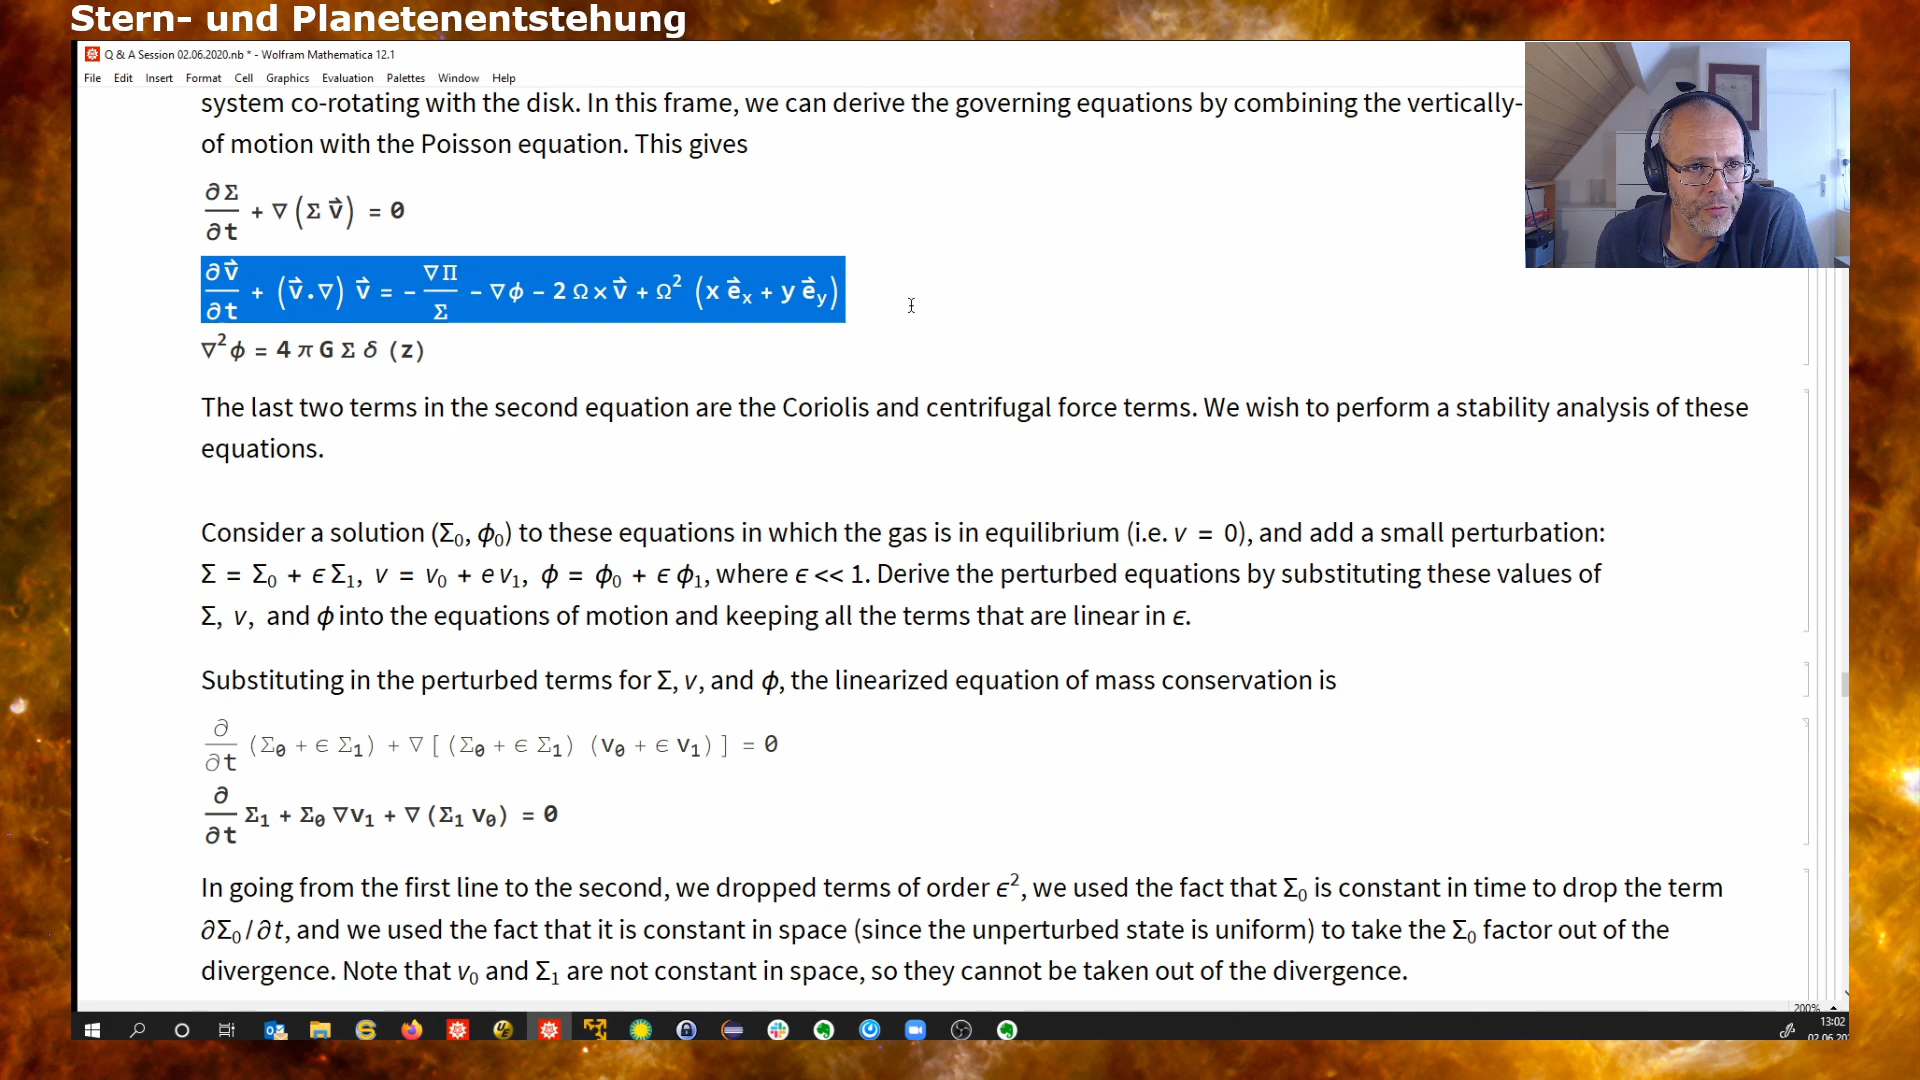 Stern- und Planetenentstehung
Q & A Session 02.06.2020.nb * - Wolfram Mathematica 12.1
File Edit Insert Format Cell Graphics Evaluation Palettes Window Help
system co-rotating with the disk. In this frame, we can derive the governing equations by combining the vertically-
of motion with the Poisson equation. This gives
∂Σ/∂t + ∇(Σ v⃗) = 0
∂v⃗/∂t + (v⃗.∇) v⃗ = - ∇Π/Σ - ∇ϕ - 2 Ω×v⃗ + Ω² (x e⃗ₓ + y e⃗_y)
∇²ϕ = 4 π G Σ δ (z)
The last two terms in the second equation are the Coriolis and centrifugal force terms. We wish to perform a stability analysis of these
equations.
Consider a solution (Σ₀, ϕ₀) to these equations in which the gas is in equilibrium (i.e. v = 0), and add a small perturbation:
Σ = Σ₀ + ϵ Σ₁, v = v₀ + e v₁, ϕ = ϕ₀ + ϵ ϕ₁, where ϵ << 1. Derive the perturbed equations by substituting these values of
Σ, v, and ϕ into the equations of motion and keeping all the terms that are linear in ϵ.
Substituting in the perturbed terms for Σ, v, and ϕ, the linearized equation of mass conservation is
∂/∂t (Σ₀ + ∈ Σ₁) + ∇ [ (Σ₀ + ∈ Σ₁) (v₀ + ∈ v₁) ] = 0
∂/∂t Σ₁ + Σ₀ ∇v₁ + ∇ (Σ₁ v₀) = 0
In going from the first line to the second, we dropped terms of order ϵ², we used the fact that Σ₀ is constant in time to drop the term
∂Σ₀/∂t, and we used the fact that it is constant in space (since the unperturbed state is uniform) to take the Σ₀ factor out of the
divergence. Note that v₀ and Σ₁ are not constant in space, so they cannot be taken out of the divergence.
200%
13:02
02.06.20